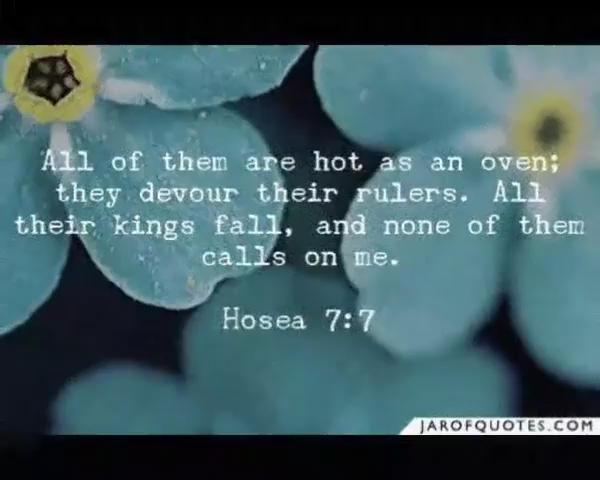 All of them are hot as an oven;
they devour their rulers. All
their kings fall, and none of them
calls on me.
Hosea 7:7
JAROFQUOTES.COM